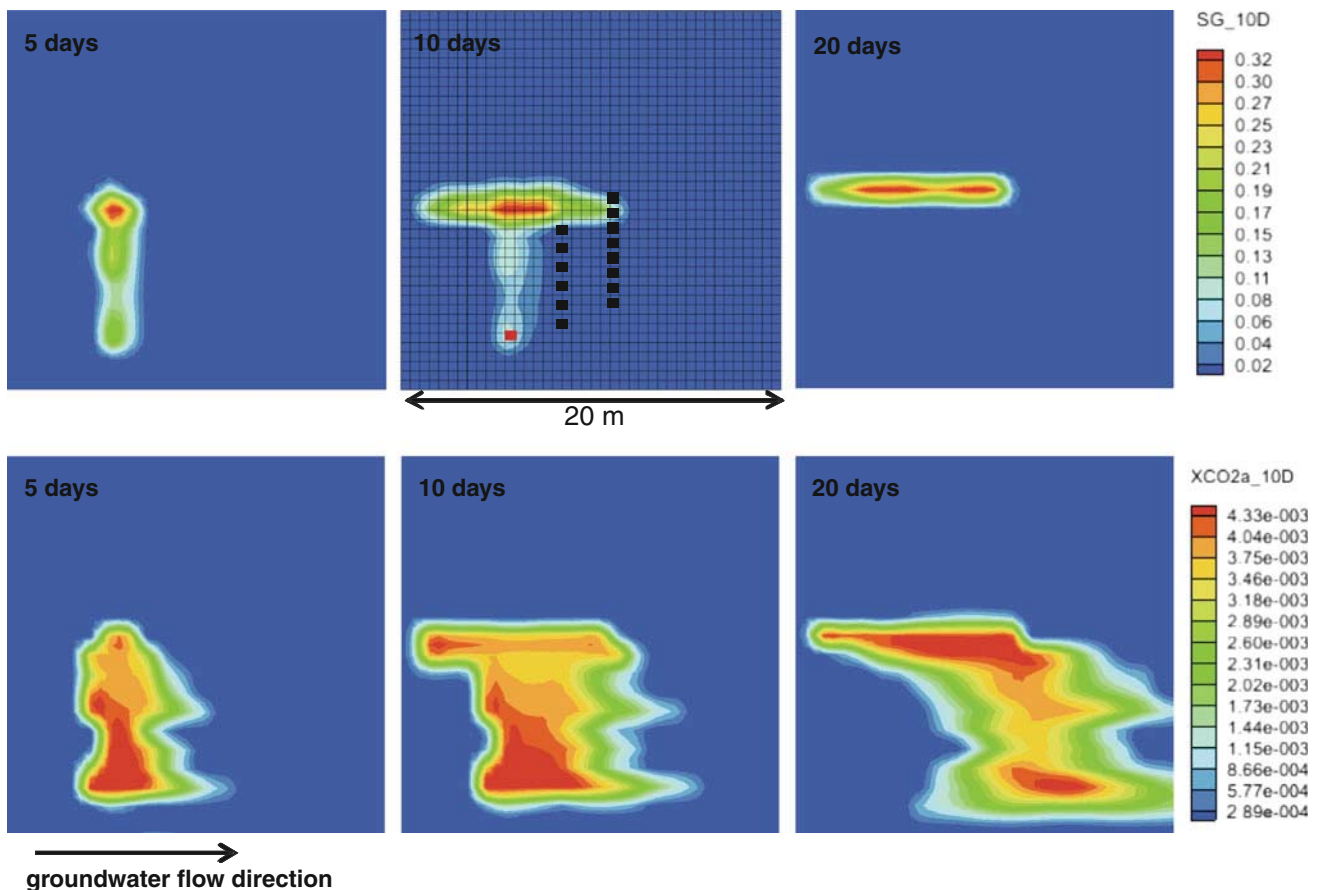 5 days
10 days
20 days
SG_10D
0.32
0.30
0.27
0.25
0.23
0.21
0.19
0.17
0.15
0.13
0.11
0.08
0.06
0.04
0.02
20 m
5 days
10 days
20 days
XCO2a_10D
4.33e-003
4.04e-003
3.75e-003
3.46e-003
3.18e-003
2.89e-003
2.60e-003
2.31e-003
2.02e-003
1.73e-003
1.44e-003
1.15e-003
8.66e-004
5.77e-004
2 89e-004
groundwater flow direction